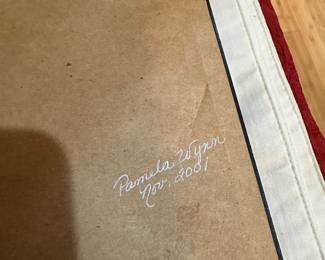 Pamela Wynn
Nov. 2001